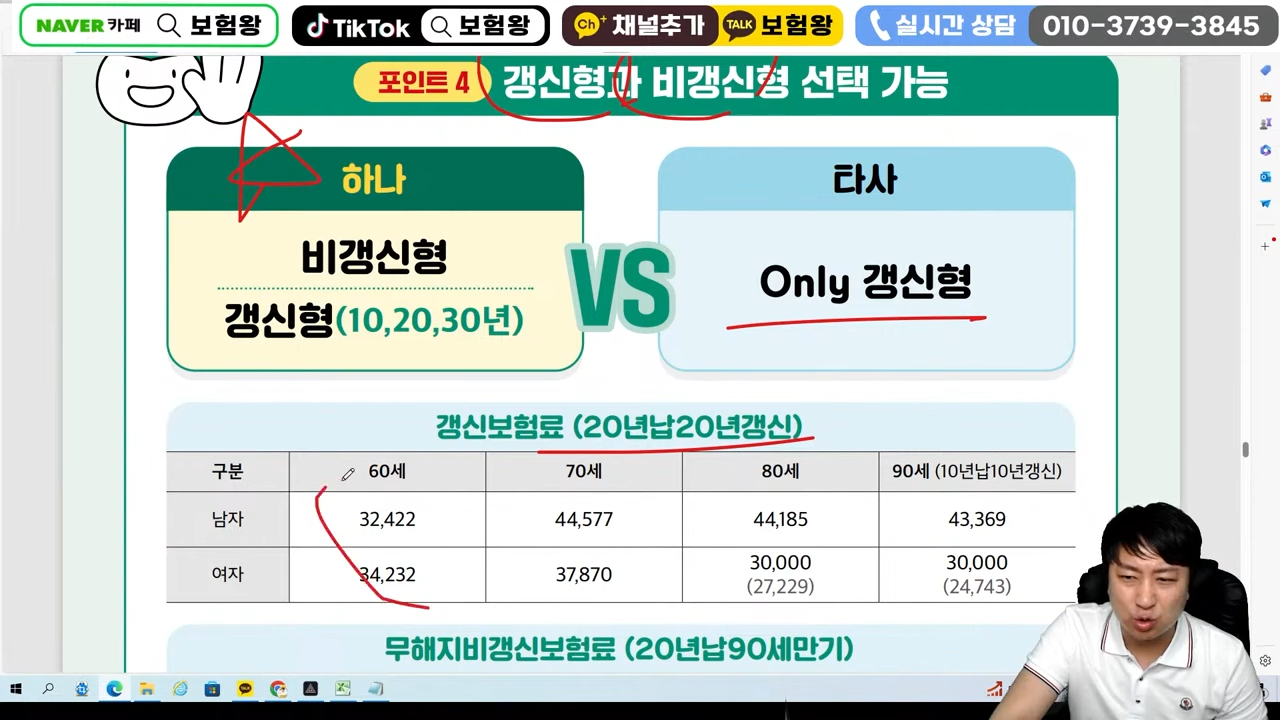 NAVER 카페 보험왕 TikTok 보험왕 Ch+ 채널추가 TALK 보험왕 실시간 상담 010-3739-3845
포인트 4 갱신형과 비갱신형 선택 가능
하나
비갱신형
갱신형(10,20,30년)
VS
타사
Only 갱신형
갱신보험료 (20년납20년갱신)
구분 60세 70세 80세 90세 (10년납10년갱신)
남자 32,422 44,577 44,185 43,369
여자 34,232 37,870 30,000 (27,229) 30,000 (24,743)
무해지비갱신보험료 (20년납90세만기)